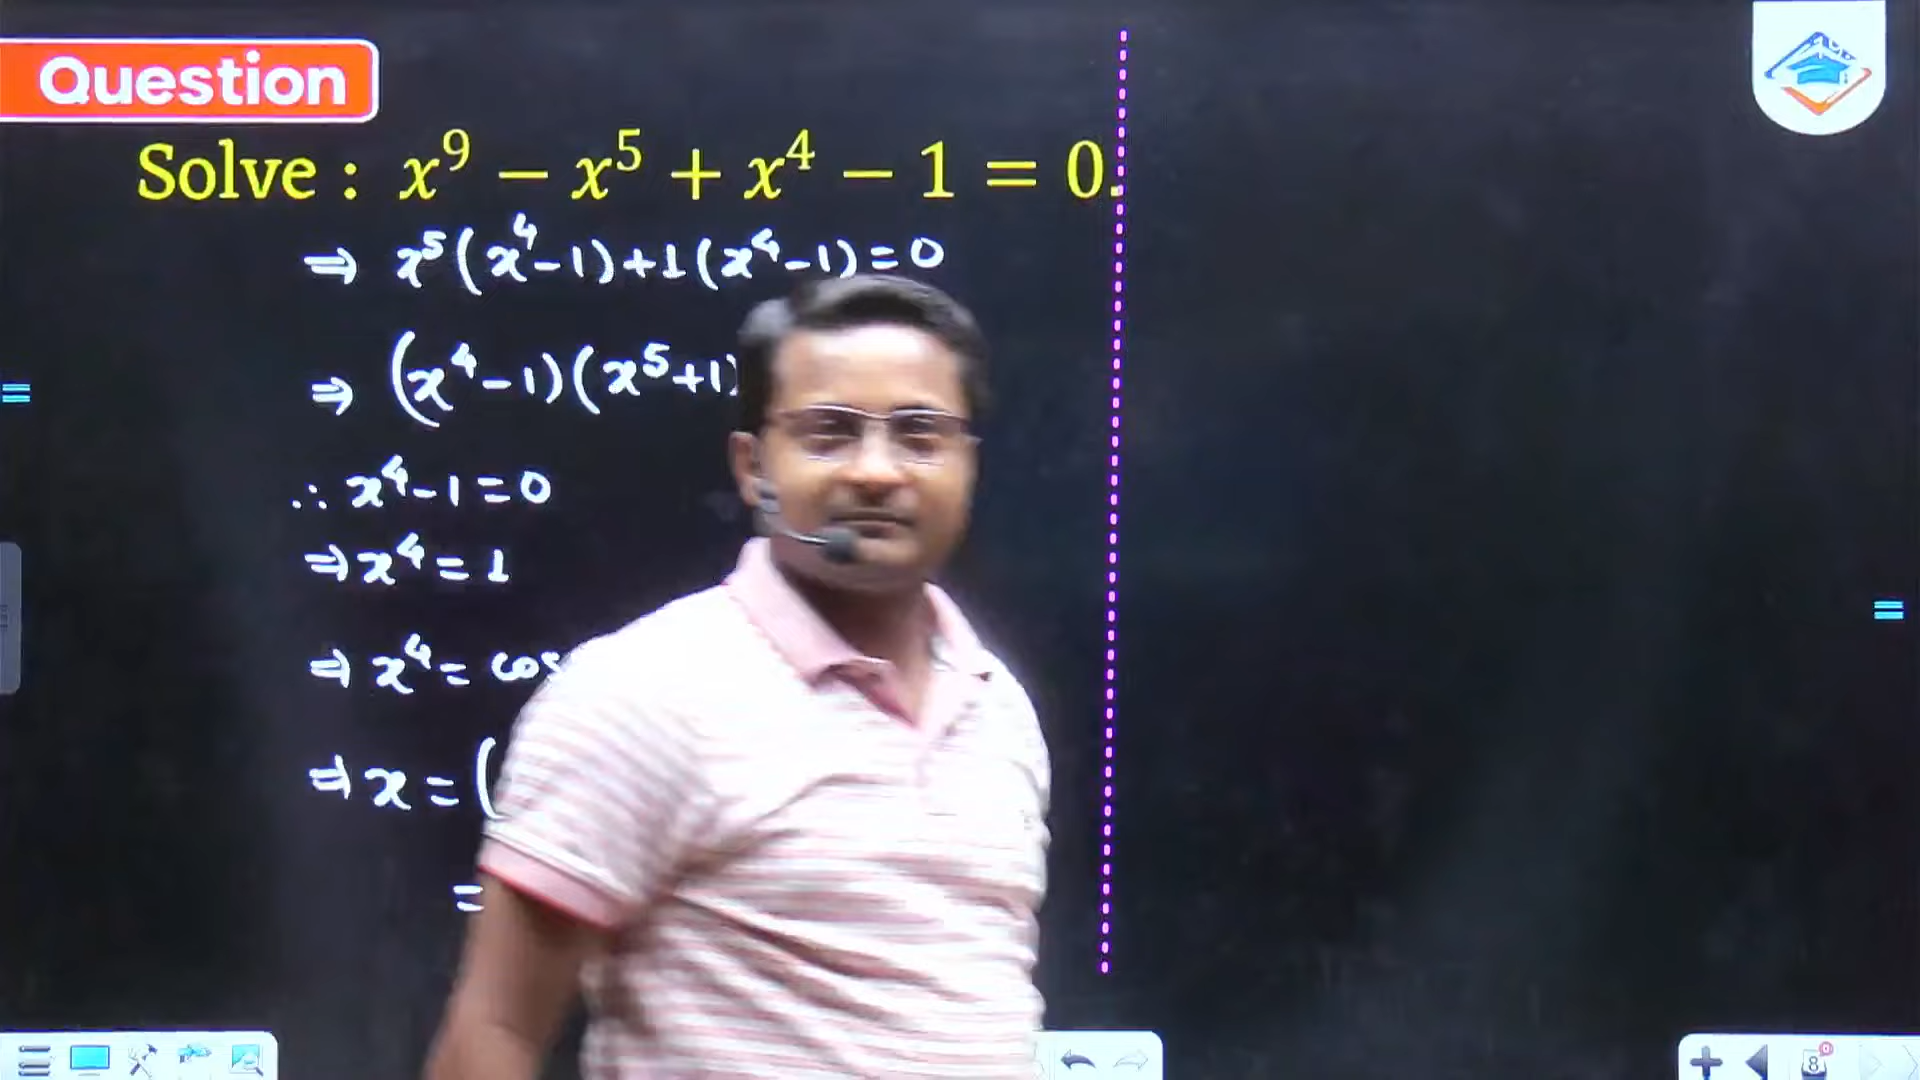 Question
Solve : x⁹ − x⁵ + x⁴ − 1 = 0.
⇒ x⁵(x⁴-1)+1(x⁴-1)=0
⇒ (x⁴-1)(x⁵+1)
∴ x⁴-1=0
⇒ x⁴ = 1
⇒ x⁴ = cos
⇒ x = (
=
8